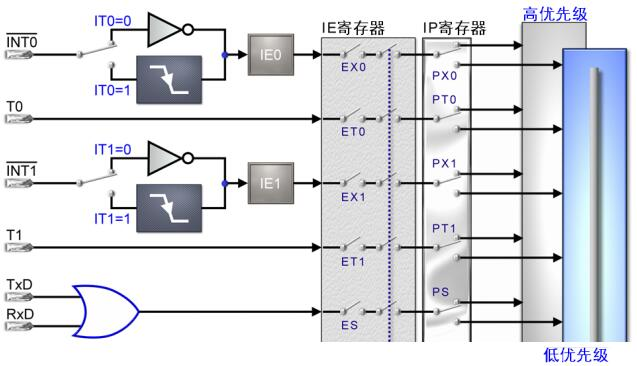 高优先级
IT0=0
IE寄存器
IP寄存器
INT0
IE0
EX0
PX0
IT0=1
T0
PT0
ET0
IT1=0
INT1
IE1
PX1
EX1
IT1=1
T1
PT1
ET1
TxD
PS
RxD
ES
低优先级